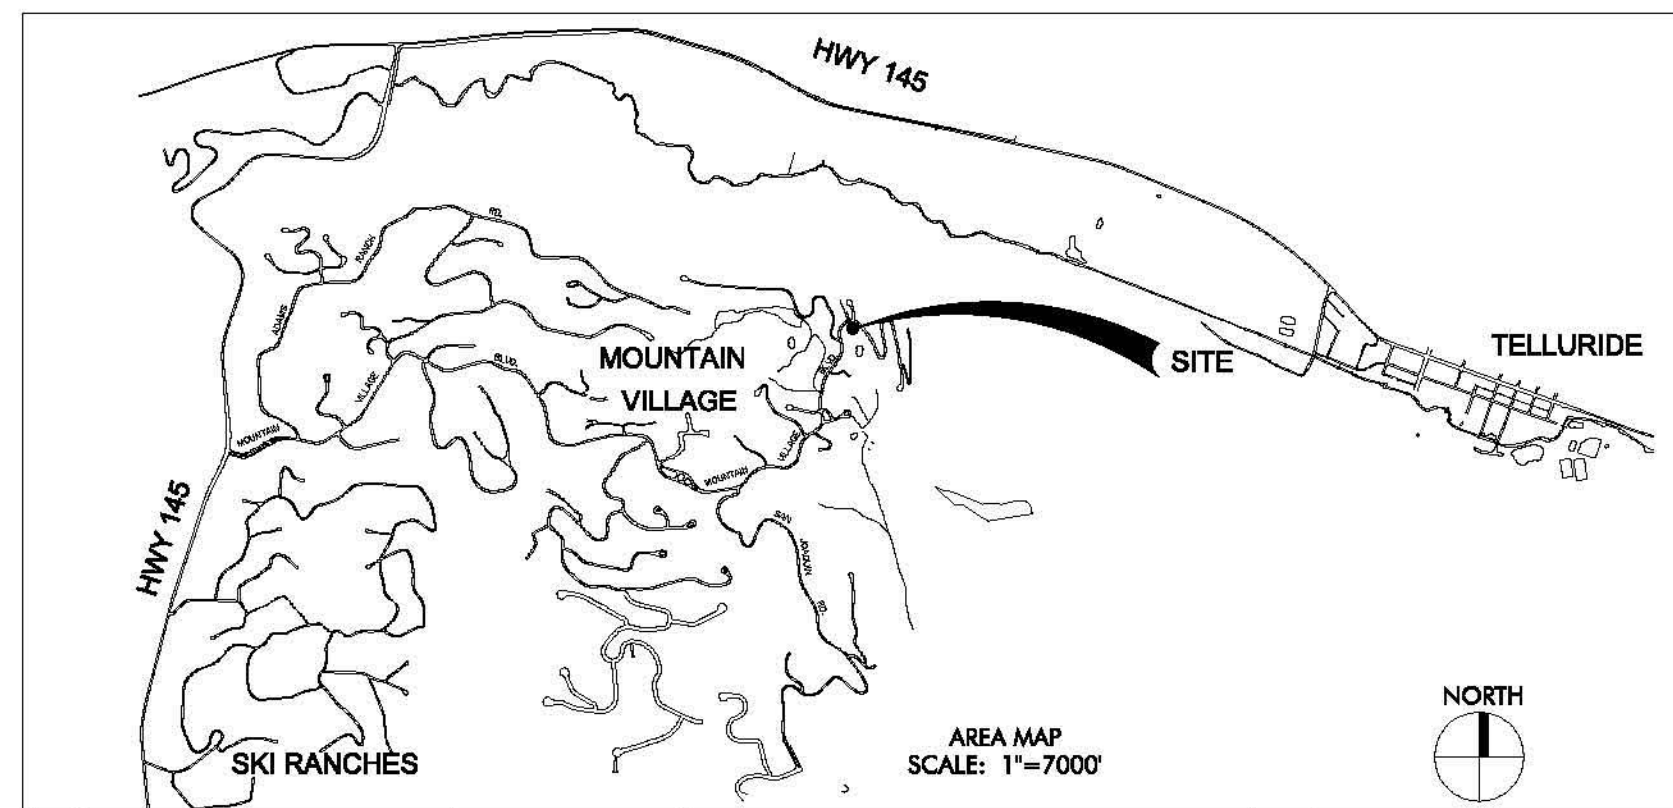 HWY 145
RD.
RANCH
ADAMS
BLVD.
MOUNTAIN
VILLAGE
VILLAGE
MOUNTAIN
BLVD.
VILLAGE
MOUNTAIN
SITE
TELLURIDE
HWY 145
SAN
JOAQUIN
RD.
SKI RANCHES
AREA MAP
SCALE: 1"=7000'
NORTH